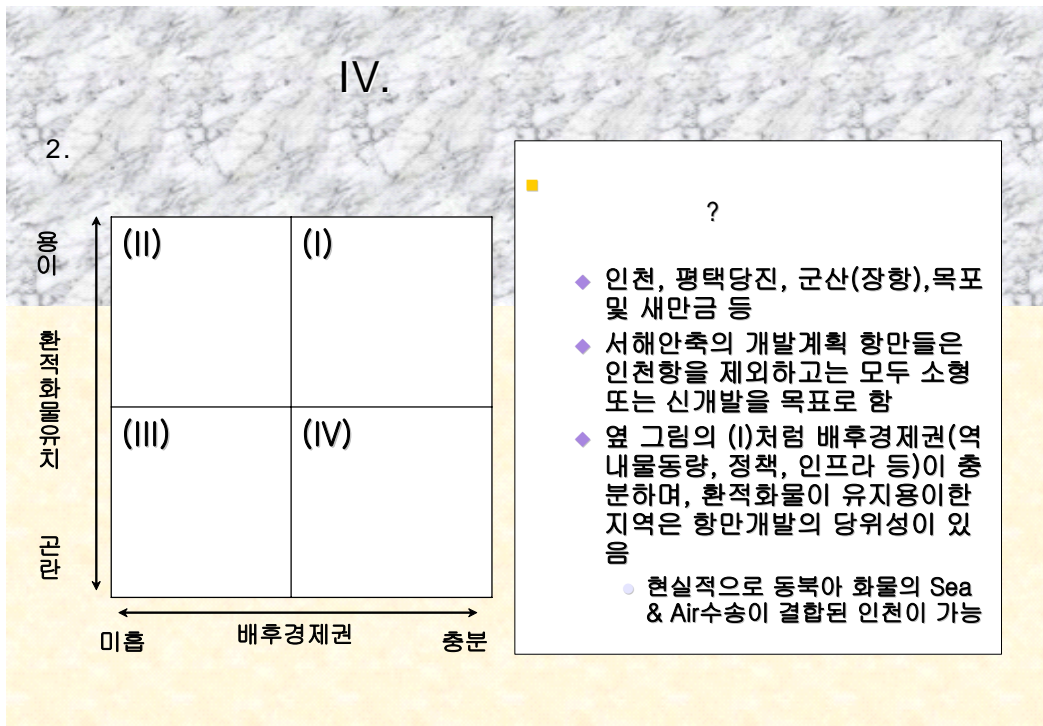 IV.
2.
용이
환적화물유치
곤란
(II)
(I)
(III)
(IV)
미흡
배후경제권
충분
?
인천, 평택당진, 군산(장항),목포
및 새만금 등
서해안축의 개발계획 항만들은
인천항을 제외하고는 모두 소형
또는 신개발을 목표로 함
옆 그림의 (I)처럼 배후경제권(역
내물동량, 정책, 인프라 등)이 충
분하며, 환적화물이 유지용이한
지역은 항만개발의 당위성이 있
음
현실적으로 동북아 화물의 Sea
& Air수송이 결합된 인천이 가능